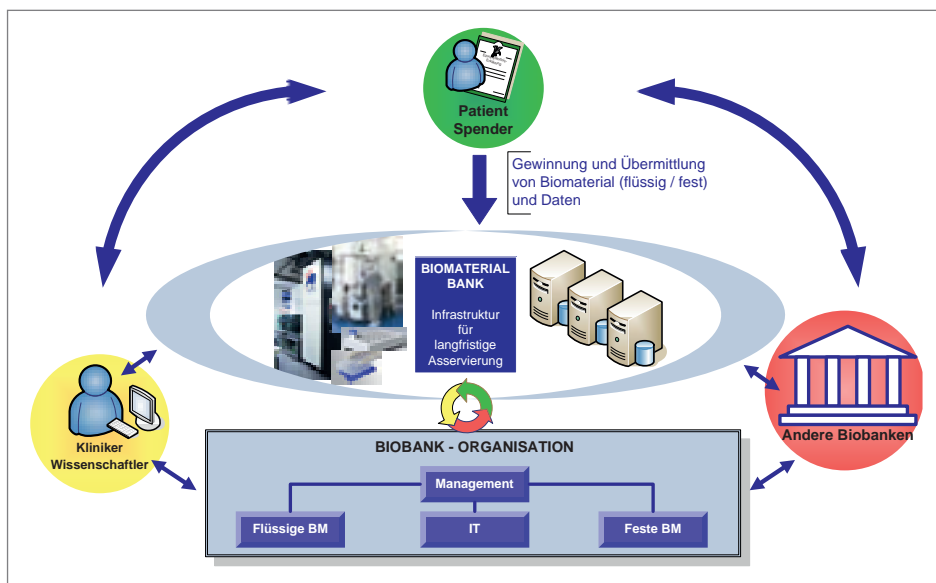 Patient
Spender
Gewinnung und Übermittlung
von Biomaterial (flüssig / fest)
und Daten
BIOMATERIAL
BANK
Infrastruktur
für
langfristige
Asservierung
Kliniker
Wissenschaftler
Andere Biobanken
BIOBANK - ORGANISATION
Management
Flüssige BM
IT
Feste BM